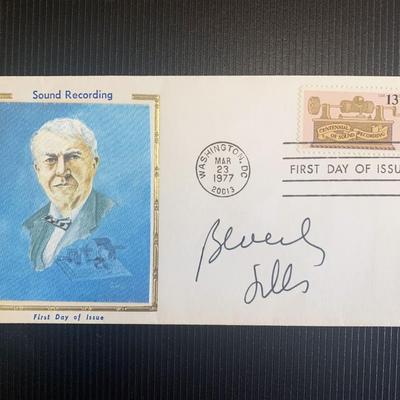 Sound Recording
First Day of Issue
WASHINGTON, DC
MAR
23
1977
20013
13
CENTENNIAL
OF SOUND
RECORDING
FIRST DAY OF ISSUE
Beverly
Sills